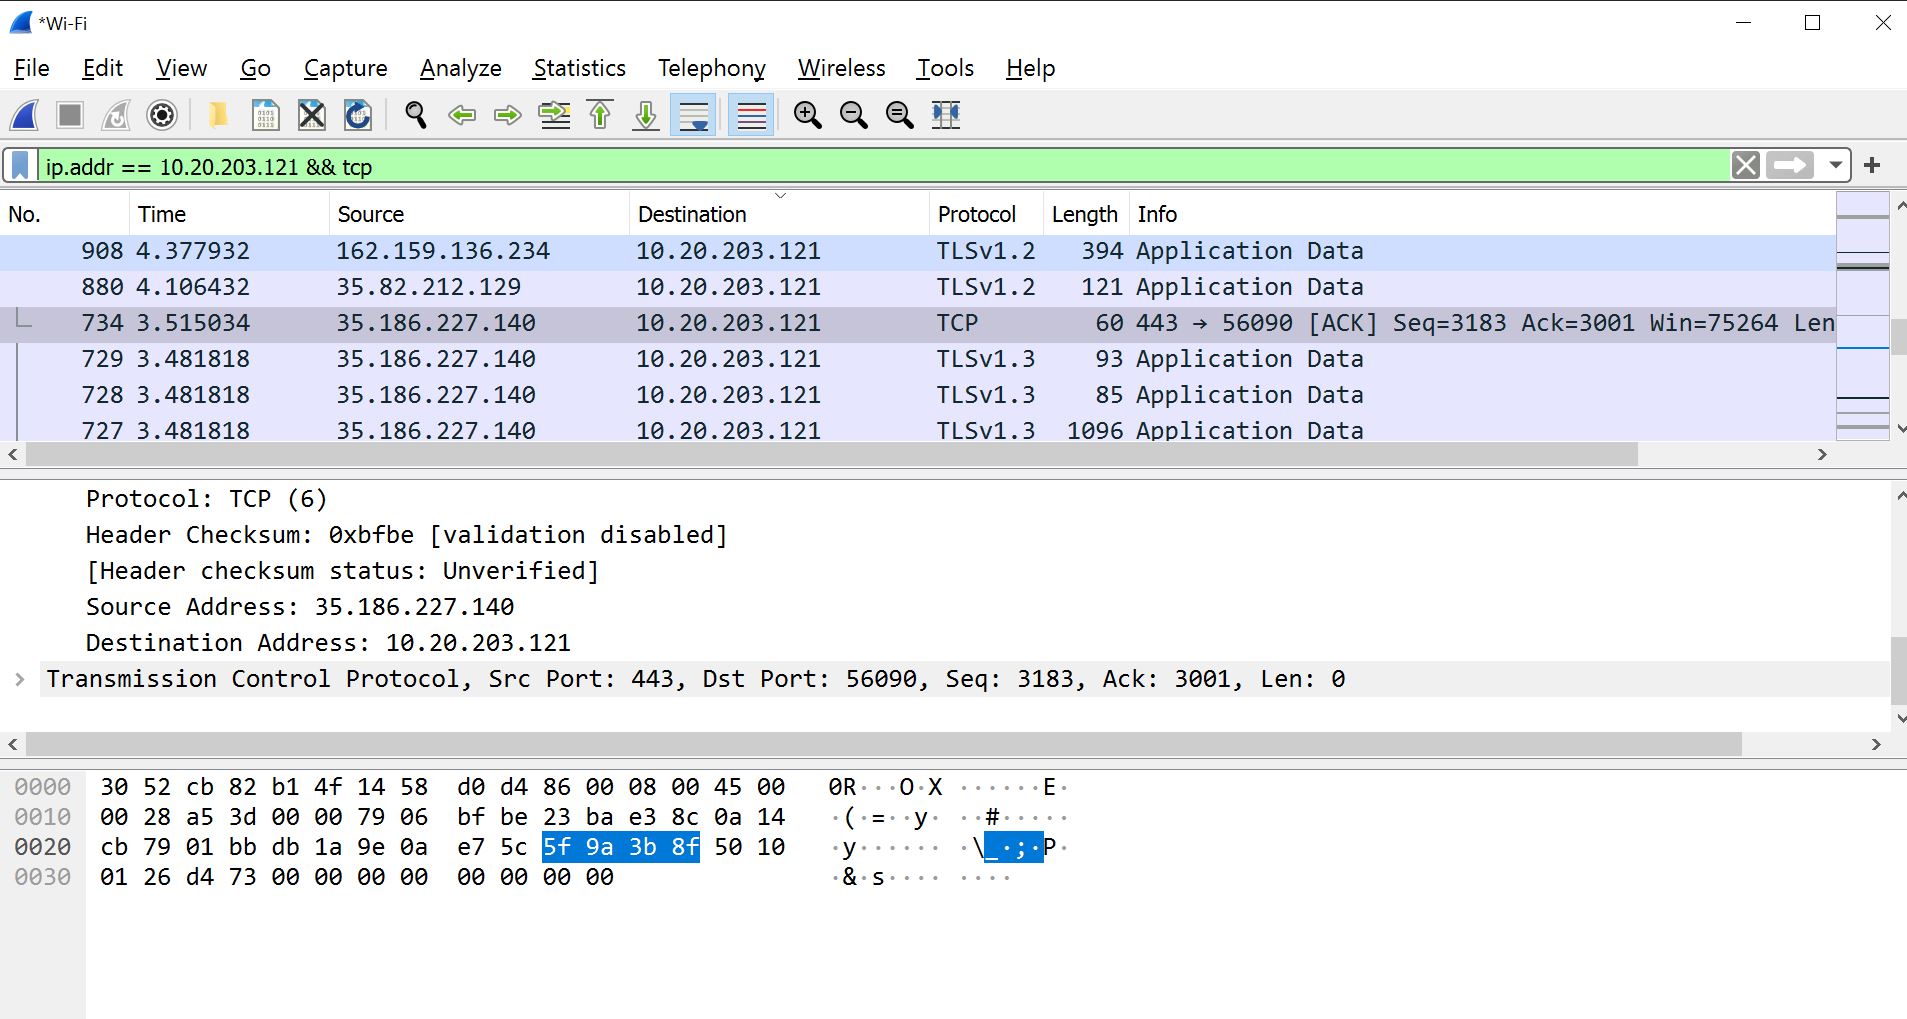 *Wi-Fi
File Edit View Go Capture Analyze Statistics Telephony Wireless Tools Help
ip.addr == 10.20.203.121 && tcp
No. Time Source Destination Protocol Length Info
908 4.377932 162.159.136.234 10.20.203.121 TLSv1.2 394 Application Data
880 4.106432 35.82.212.129 10.20.203.121 TLSv1.2 121 Application Data
734 3.515034 35.186.227.140 10.20.203.121 TCP 60 443 → 56090 [ACK] Seq=3183 Ack=3001 Win=75264 Len
729 3.481818 35.186.227.140 10.20.203.121 TLSv1.3 93 Application Data
728 3.481818 35.186.227.140 10.20.203.121 TLSv1.3 85 Application Data
727 3.481818 35.186.227.140 10.20.203.121 TLSv1.3 1096 Application Data
Protocol: TCP (6)
Header Checksum: 0xbfbe [validation disabled]
[Header checksum status: Unverified]
Source Address: 35.186.227.140
Destination Address: 10.20.203.121
Transmission Control Protocol, Src Port: 443, Dst Port: 56090, Seq: 3183, Ack: 3001, Len: 0
0000 30 52 cb 82 b1 4f 14 58 d0 d4 86 00 08 00 45 00 0R···O·X ······E·
0010 00 28 a5 3d 00 00 79 06 bf be 23 ba e3 8c 0a 14 ·(·=··y· ··#·····
0020 cb 79 01 bb db 1a 9e 0a e7 5c 5f 9a 3b 8f 50 10 ·y······ ·\_·;·P·
0030 01 26 d4 73 00 00 00 00 00 00 00 00 ·&·s···· ····